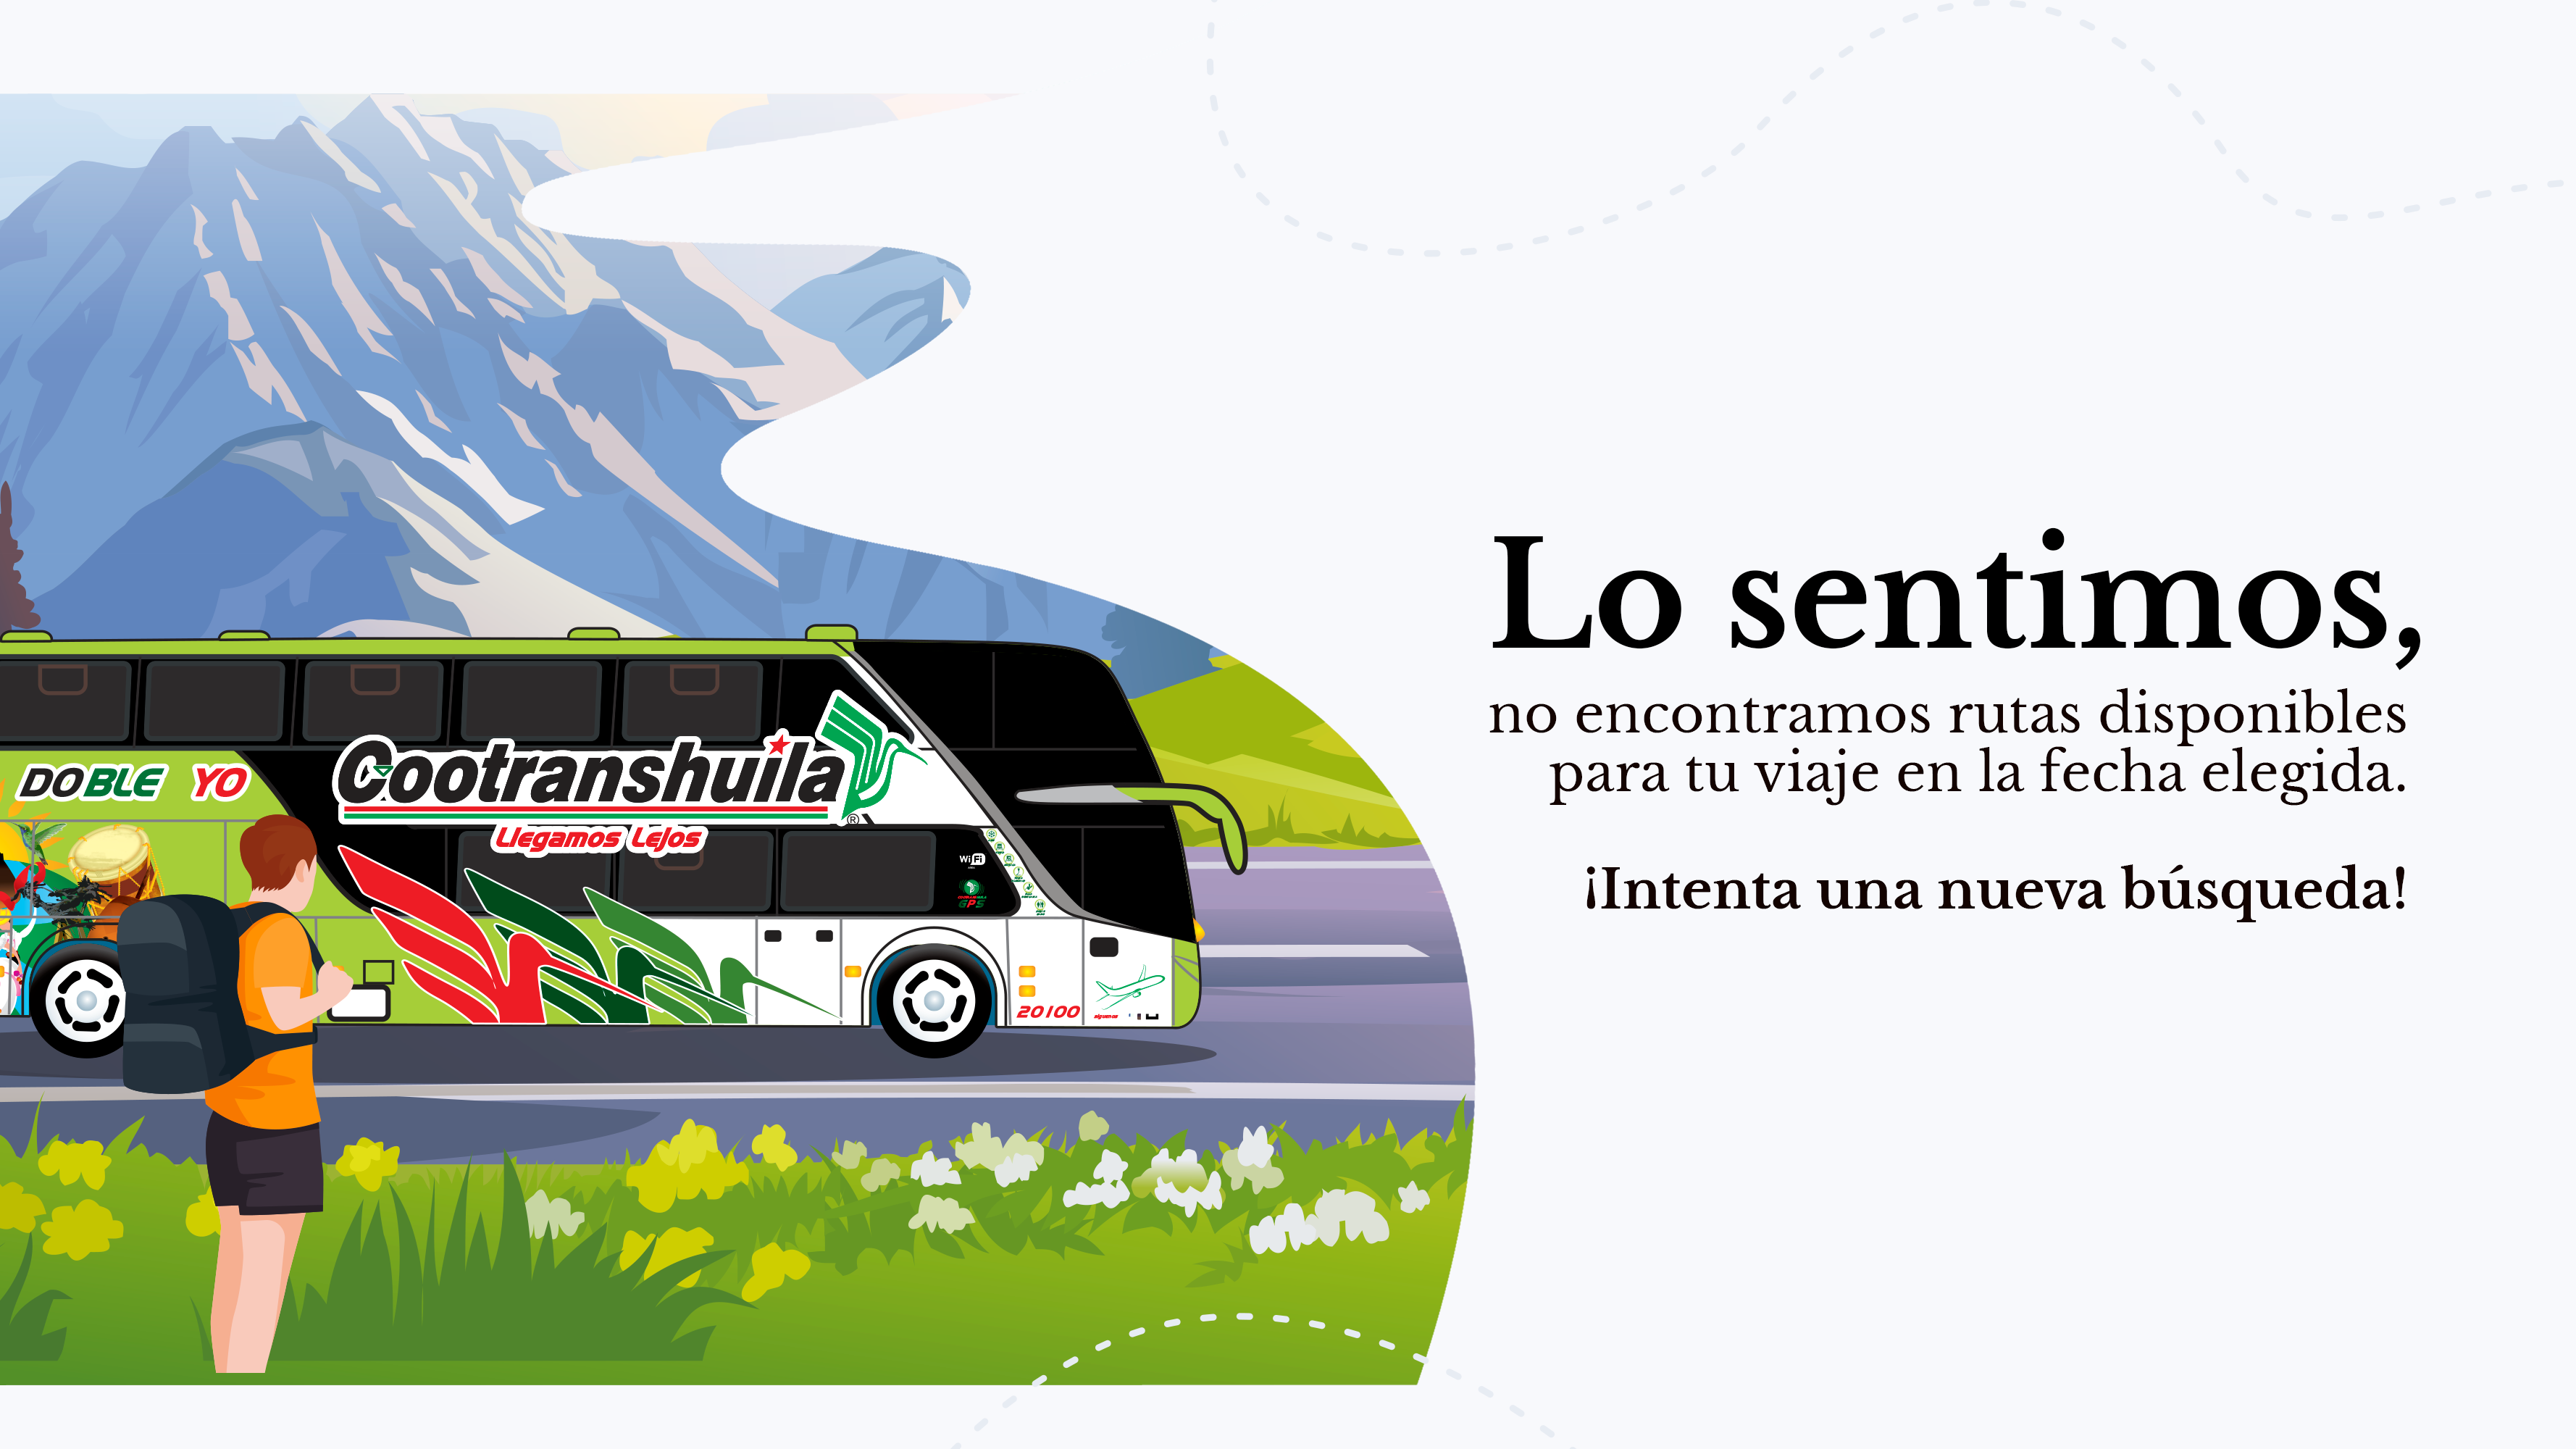 Lo sentimos,
no encontramos rutas disponibles
para tu viaje en la fecha elegida.
¡Intenta una nueva búsqueda!
DOBLE YO
Cootranshuila
®
Llegamos Lejos
WiFi
GPS
20100
síguenos